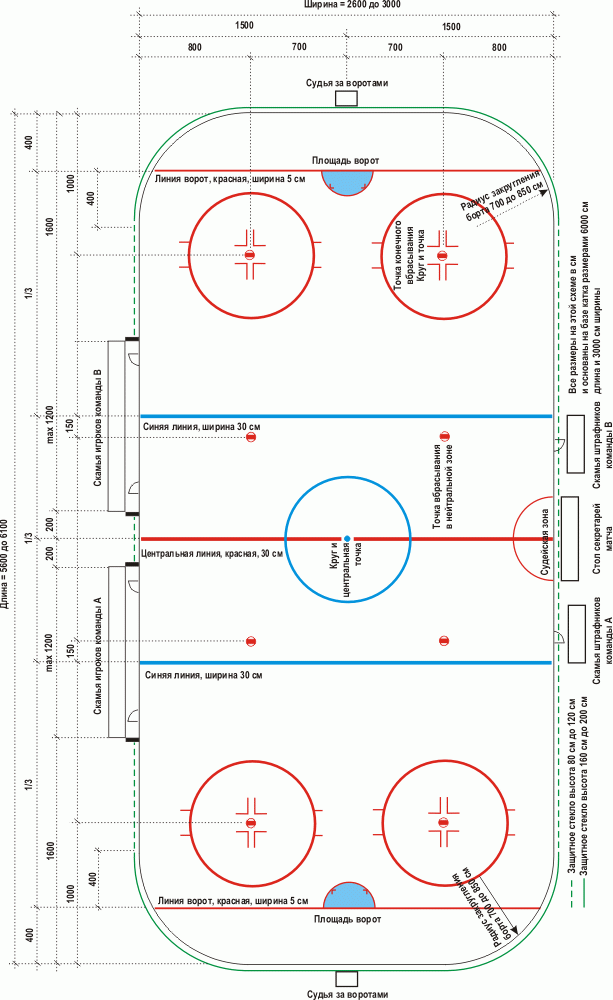 Ширина = 2600 до 3000
1500
1500
800
700
700
800
Судья за воротами
400
1000
400
1600
1/3
Площадь ворот
Линия ворот, красная, ширина 5 см
Радиус закругления
борта 700 до 850 см
Точка конечного
вбрасывания
Круг и точка
Все размеры на этой схеме в см
и основаны на базе катка размерами 6000 см
длина и 3000 см ширины
Скамья игроков команды В
max 1200
150
Синяя линия, ширина 30 см
Точка вбрасывания
в нейтральной зоне
Скамья штрафников
команды В
Длина = 5600 до 6100
1/3
200
200
Центральная линия, красная, 30 см
Круг и
центральная
точка
Судейская зона
Стол секретарей
матча
Скамья игроков команды А
max 1200
150
Синяя линия, ширина 30 см
Скамья штрафников
команды А
1/3
1600
1000
400
400
Линия ворот, красная, ширина 5 см
Площадь ворот
Радиус закругления
борта 700 до 850 см
Защитное стекло высота 80 см до 120 см
Защитное стекло высота 160 см до 200 см
Судья за воротами